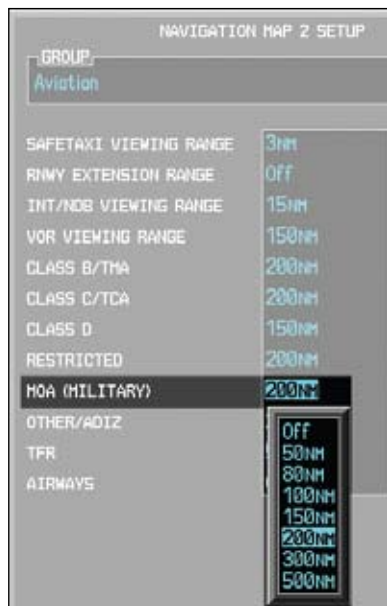 NAVIGATION MAP 2 SETUP
GROUP
Aviation
SAFETAXI VIEWING RANGE 3NM
RNWY EXTENSION RANGE Off
INT/NDB VIEWING RANGE 15NM
VOR VIEWING RANGE 150NM
CLASS B/TMA 200NM
CLASS C/TCA 200NM
CLASS D 150NM
RESTRICTED 200NM
MOA (MILITARY) 200NM
OTHER/ADIZ
TFR
AIRWAYS
Off
50NM
80NM
100NM
150NM
200NM
300NM
500NM